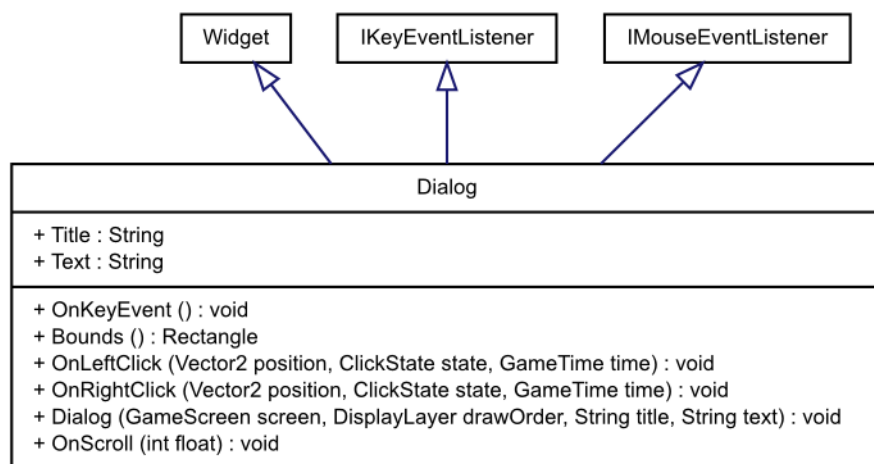 Widget
IKeyEventListener
IMouseEventListener
Dialog
+ Title : String
+ Text : String
+ OnKeyEvent () : void
+ Bounds () : Rectangle
+ OnLeftClick (Vector2 position, ClickState state, GameTime time) : void
+ OnRightClick (Vector2 position, ClickState state, GameTime time) : void
+ Dialog (GameScreen screen, DisplayLayer drawOrder, String title, String text) : void
+ OnScroll (int float) : void